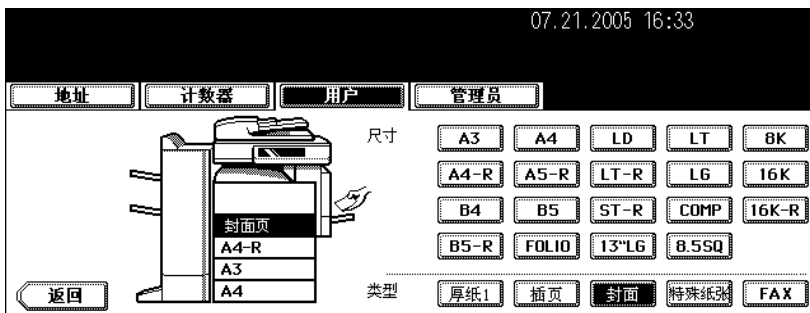 07.21.2005 16:33
地址 计数器 用户 管理员
尺寸 A3 A4 LD LT 8K
A4-R A5-R LT-R LG 16K
B4 B5 ST-R COMP 16K-R
B5-R FOLIO 13"LG 8.5SQ
封面页
A4-R
A3
A4
返回
类型 厚纸1 插页 封面 特殊纸张 FAX